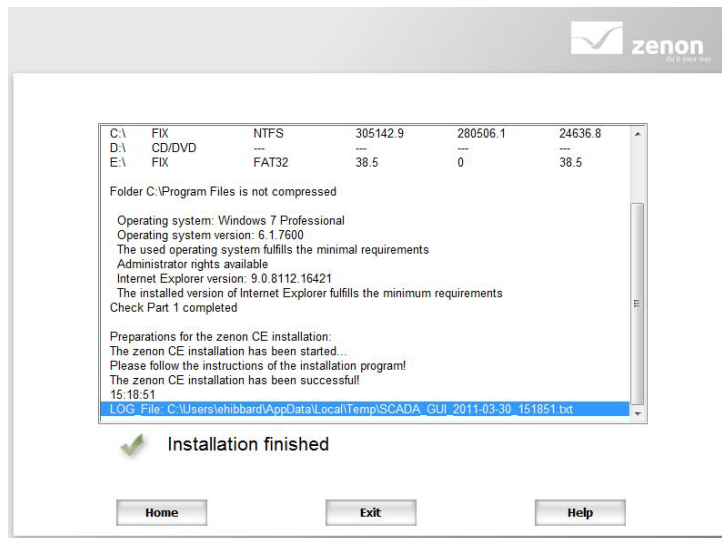 zenon
do it your way
C:\ FIX NTFS 305142.9 280506.1 24636.8
D:\ CD/DVD --- --- --- ---
E:\ FIX FAT32 38.5 0 38.5
Folder C:\Program Files is not compressed
Operating system: Windows 7 Professional
Operating system version: 6.1.7600
The used operating system fulfills the minimal requirements
Administrator rights available
Internet Explorer version: 9.0.8112.16421
The installed version of Internet Explorer fulfills the minimum requirements
Check Part 1 completed
Preparations for the zenon CE installation:
The zenon CE installation has been started...
Please follow the instructions of the installation program!
The zenon CE installation has been successful!
15:18:51
LOG_File: C:\Users\ehibbard\AppData\Local\Temp\SCADA_GUI_2011-03-30_151851.txt
Installation finished
Home Exit Help